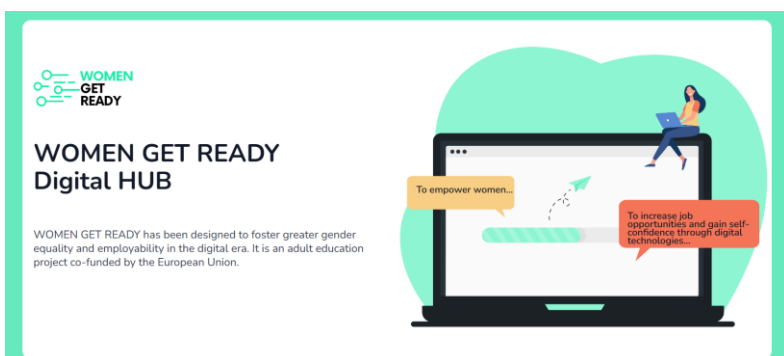 WOMEN
GET
READY
WOMEN GET READY
Digital HUB
WOMEN GET READY has been designed to foster greater gender
equality and employability in the digital era. It is an adult education
project co-funded by the European Union.
To empower women...
To increase job
opportunities and gain self-
confidence through digital
technologies...